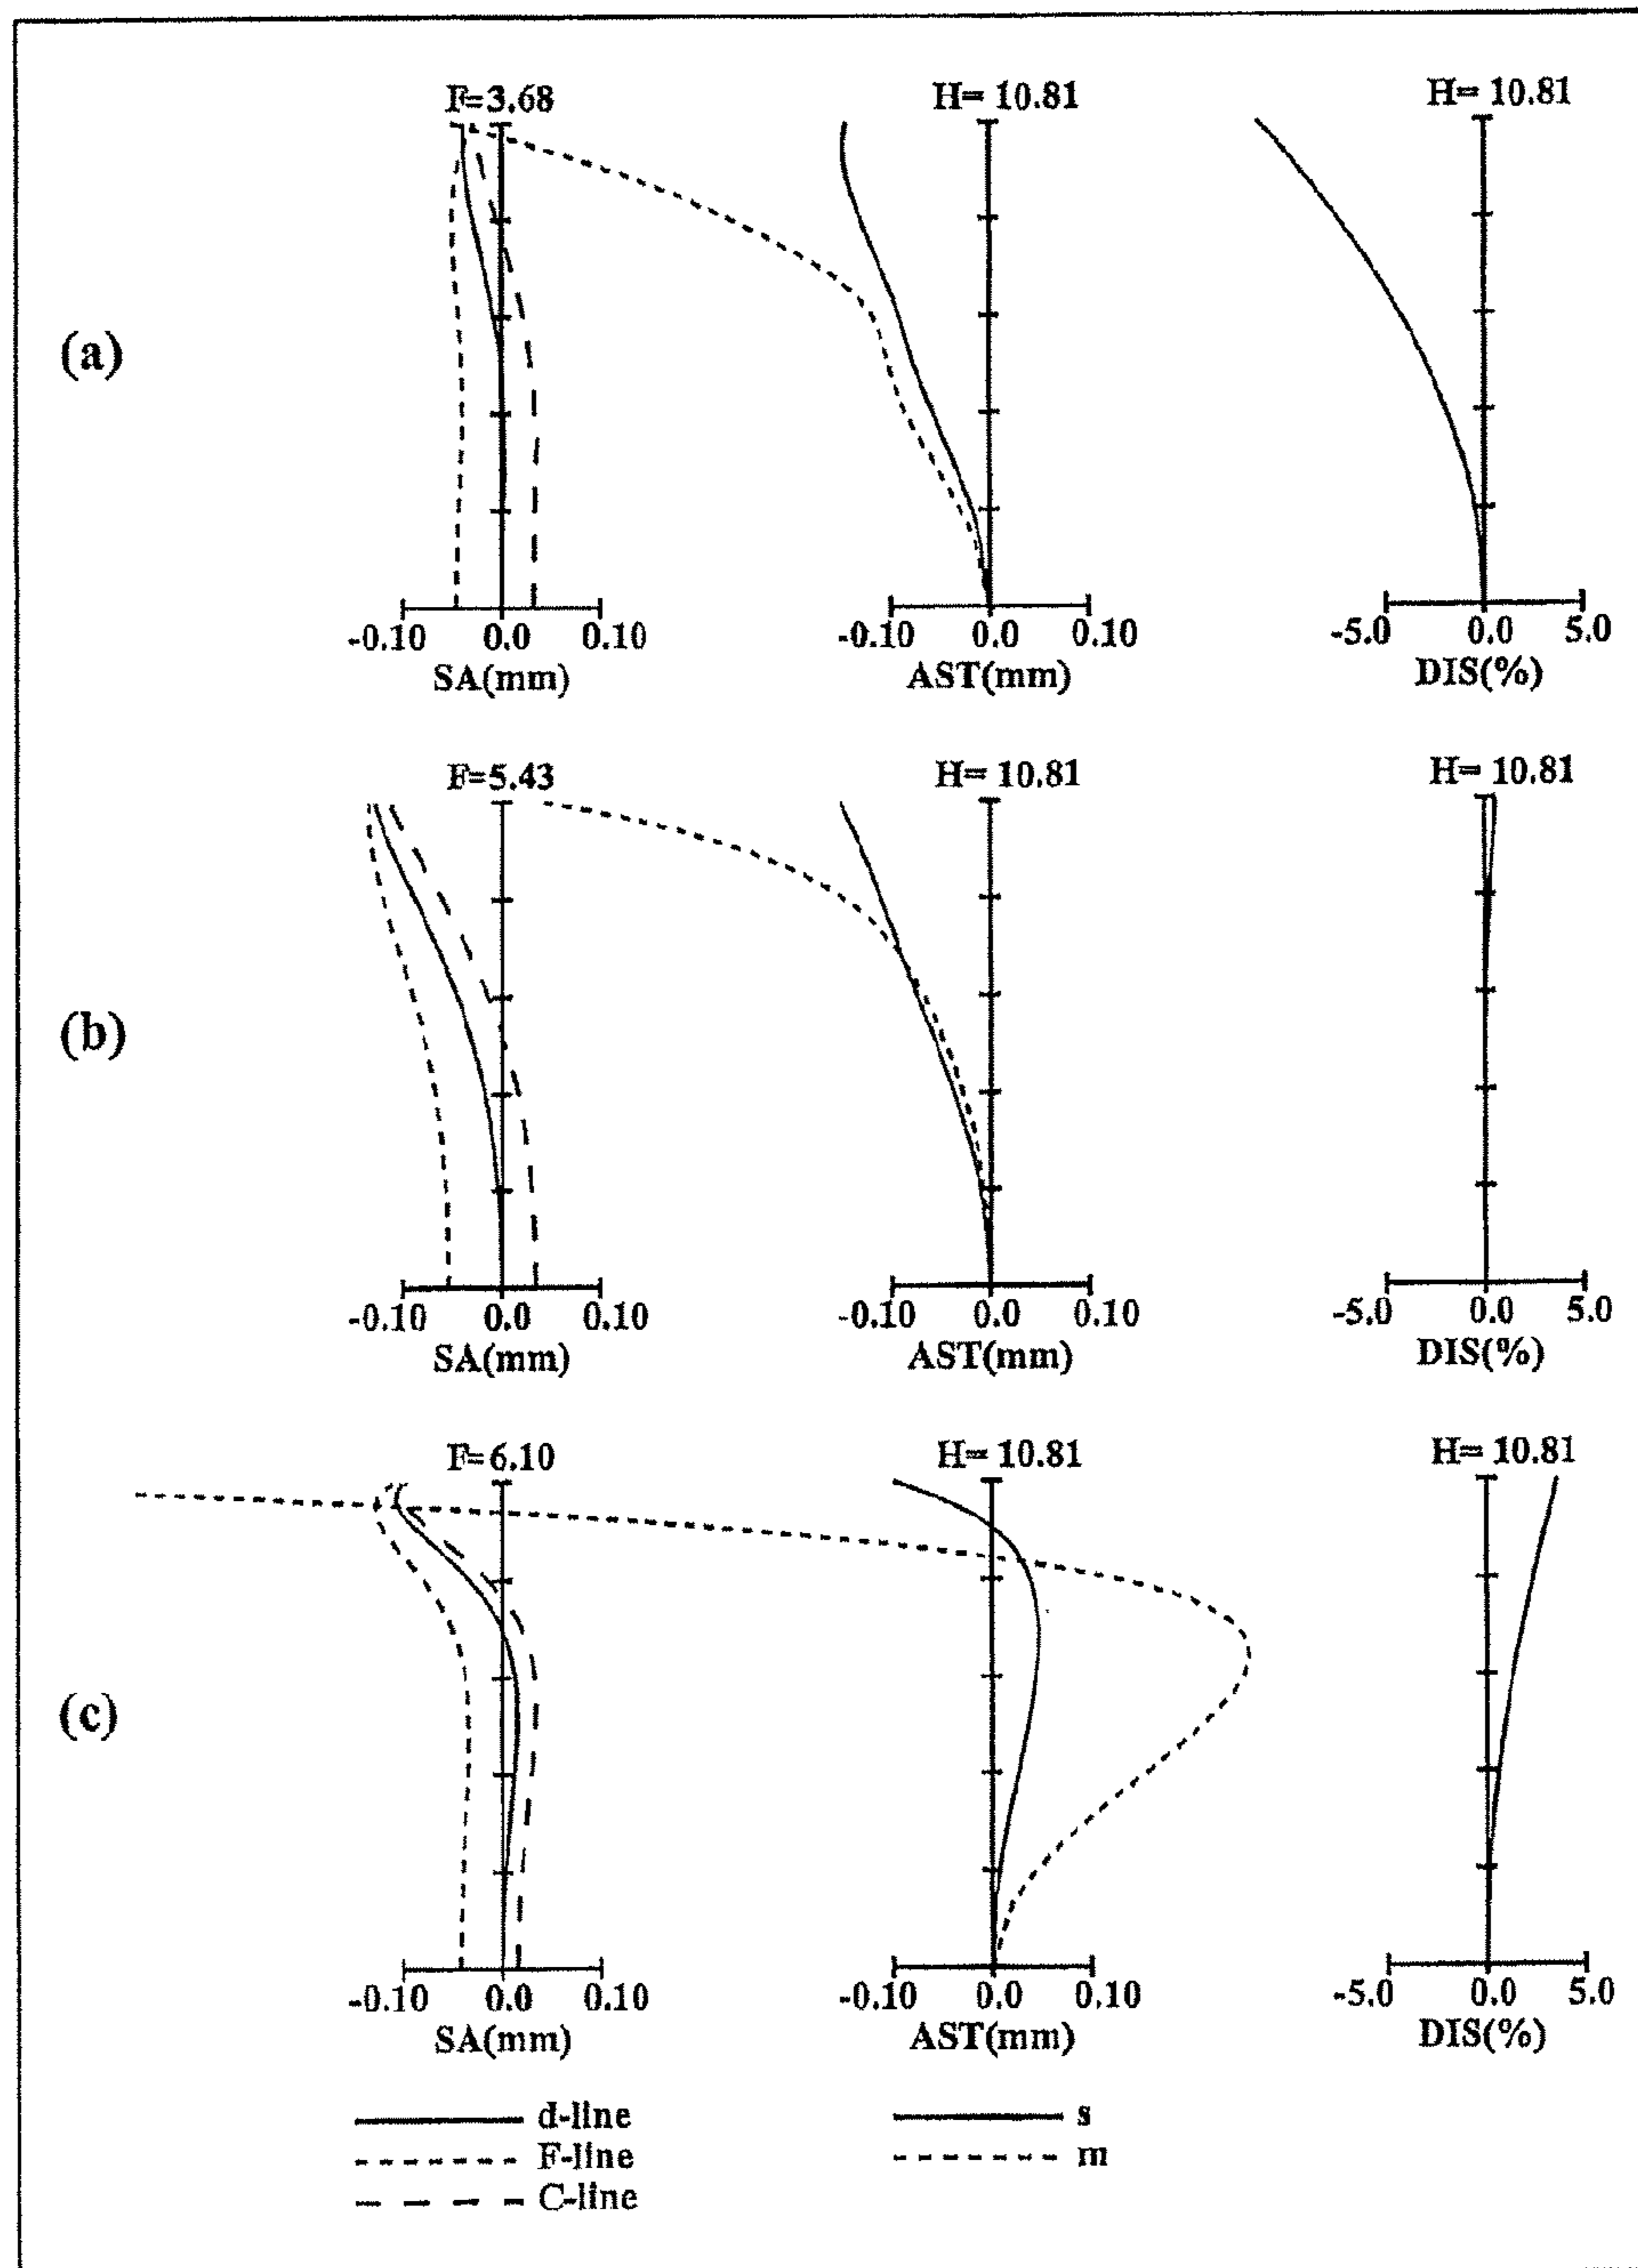 F=3.68 H= 10.81 H= 10.81
(a)
-0.10 0.0 0.10 -0.10 0.0 0.10 -5.0 0.0 5.0
SA(mm) AST(mm) DIS(%)
F=5.43 H= 10.81 H= 10.81
(b)
-0.10 0.0 0.10 -0.10 0.0 0.10 -5.0 0.0 5.0
SA(mm) AST(mm) DIS(%)
F=6.10 H= 10.81 H= 10.81
(c)
-0.10 0.0 0.10 -0.10 0.0 0.10 -5.0 0.0 5.0
SA(mm) AST(mm) DIS(%)
d-line s
F-line m
C-line